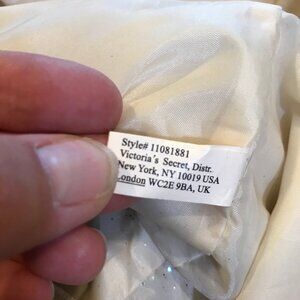 Style# 11081881
Victoria's Secret, Distr.
New York, NY 10019 USA
London WC2E 9BA, UK